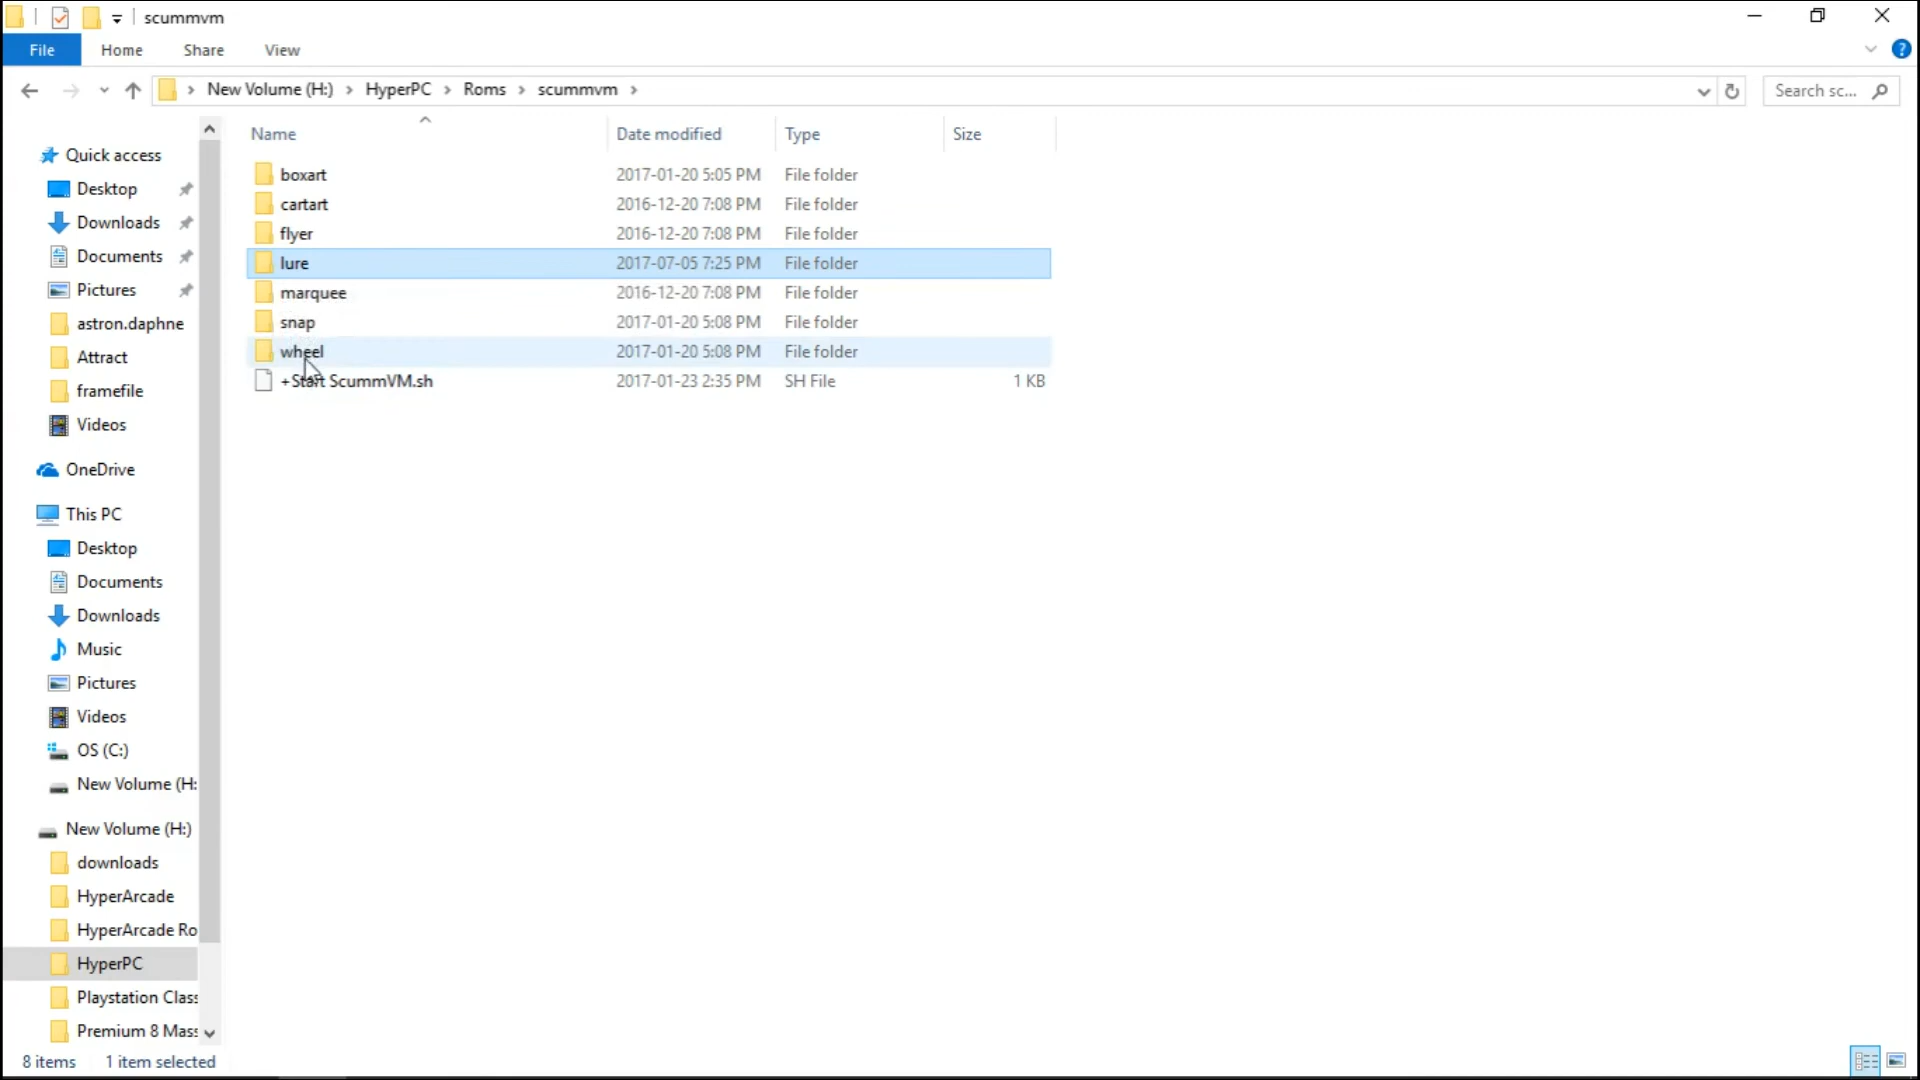 scummvm
File Home Share View
New Volume (H:) HyperPC Roms scummvm
Search sc...
Name Date modified Type Size
boxart 2017-01-20 5:05 PM File folder
cartart 2016-12-20 7:08 PM File folder
flyer 2016-12-20 7:08 PM File folder
lure 2017-07-05 7:25 PM File folder
marquee 2016-12-20 7:08 PM File folder
snap 2017-01-20 5:08 PM File folder
wheel 2017-01-20 5:08 PM File folder
+Start ScummVM.sh 2017-01-23 2:35 PM SH File 1 KB
Quick access
Desktop
Downloads
Documents
Pictures
astron.daphne
Attract
framefile
Videos
OneDrive
This PC
Desktop
Documents
Downloads
Music
Pictures
Videos
OS (C:)
New Volume (H:
New Volume (H:)
downloads
HyperArcade
HyperArcade Ro
HyperPC
Playstation Class
Premium 8 Mass
8 items 1 item selected